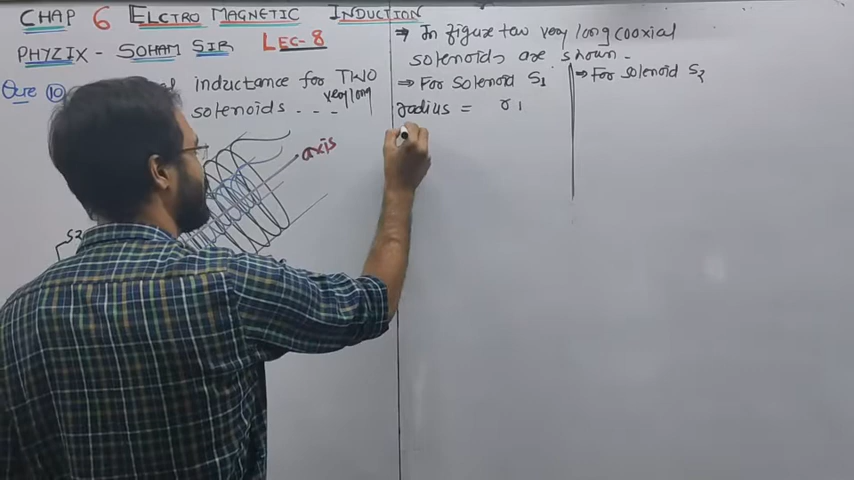 CHAP 6 ELCTRO MAGNETIC INDUCTION
PHYZIX- SOHAM SIR LEC-8
Que 10 inductance for TWO
very long
solenoids . . . -
axis
S2
⇒ In figure two very long coaxial
solenoids are shown -
⇒ For Solenoid S1
radius = r1
⇒ For solenoid S2